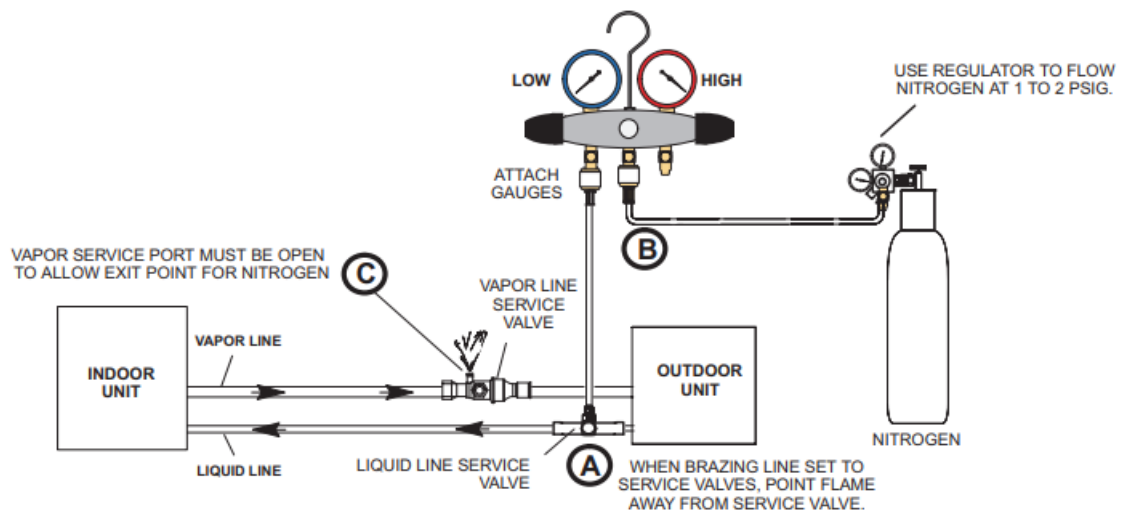 LOW
HIGH
USE REGULATOR TO FLOW
NITROGEN AT 1 TO 2 PSIG.
ATTACH
GAUGES
B
VAPOR SERVICE PORT MUST BE OPEN
TO ALLOW EXIT POINT FOR NITROGEN
C
VAPOR LINE
SERVICE
VALVE
INDOOR
UNIT
VAPOR LINE
OUTDOOR
UNIT
NITROGEN
LIQUID LINE
LIQUID LINE SERVICE
VALVE
A
WHEN BRAZING LINE SET TO
SERVICE VALVES, POINT FLAME
AWAY FROM SERVICE VALVE.